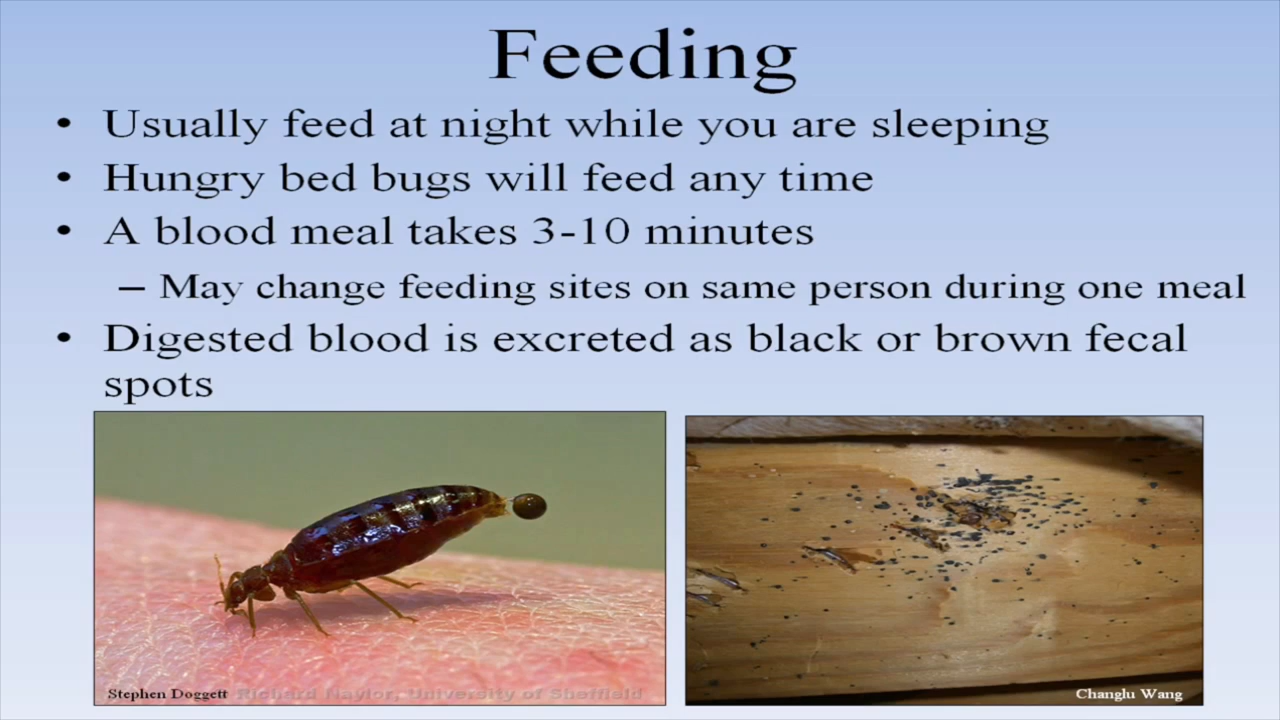 Feeding
• Usually feed at night while you are sleeping
• Hungry bed bugs will feed any time
• A blood meal takes 3-10 minutes
– May change feeding sites on same person during one meal
• Digested blood is excreted as black or brown fecal
spots
Stephen Doggett Richard Naylor, University of Sheffield
Changlu Wang